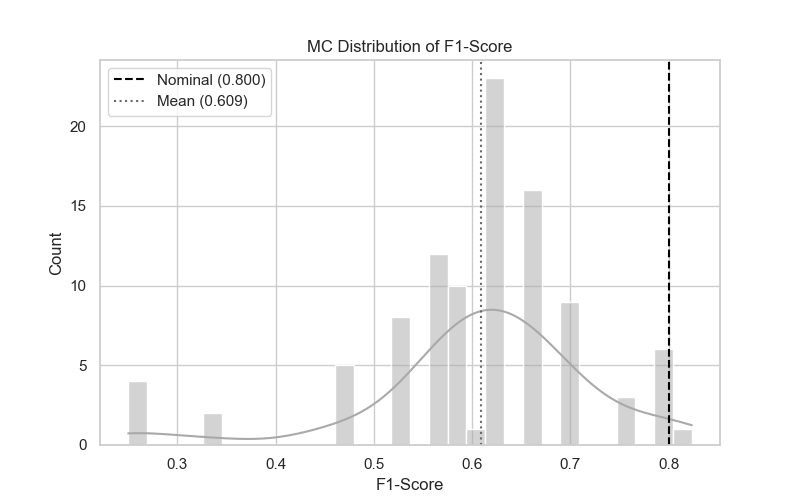 MC Distribution of F1-Score
Nominal (0.800)
Mean (0.609)
Count
20
15
10
5
0
0.3 0.4 0.5 0.6 0.7 0.8
F1-Score